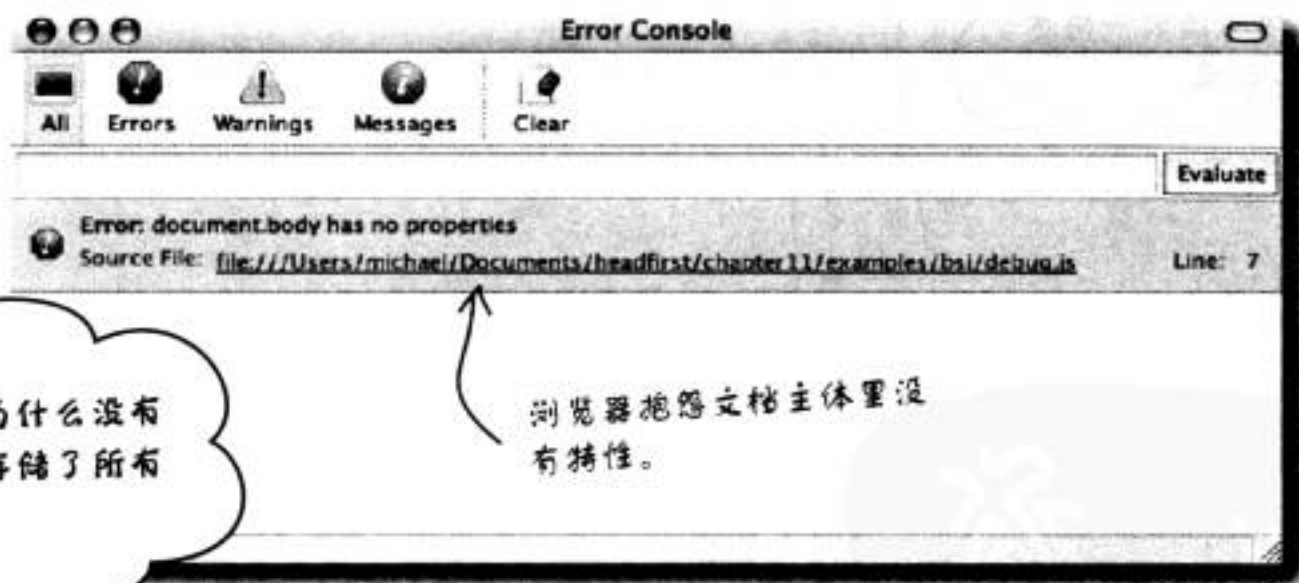 Error Console
All Errors Warnings Messages Clear
Evaluate
Error: document.body has no properties
Source File: file:///Users/michael/Documents/headfirst/chapter11/examples/bsi/debug.js Line: 7
什么没有
储了所有
浏览器抱怨文档主体里没
有特性。